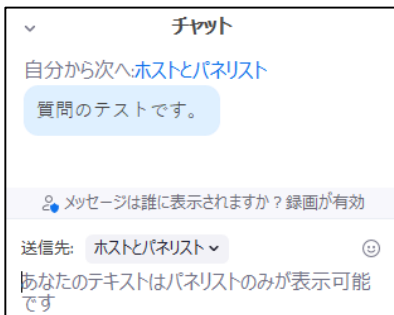 チャット
自分から次へ:ホストとパネリスト
質問のテストです。
メッセージは誰に表示されますか？録画が有効
送信先: ホストとパネリスト
あなたのテキストはパネリストのみが表示可能
です